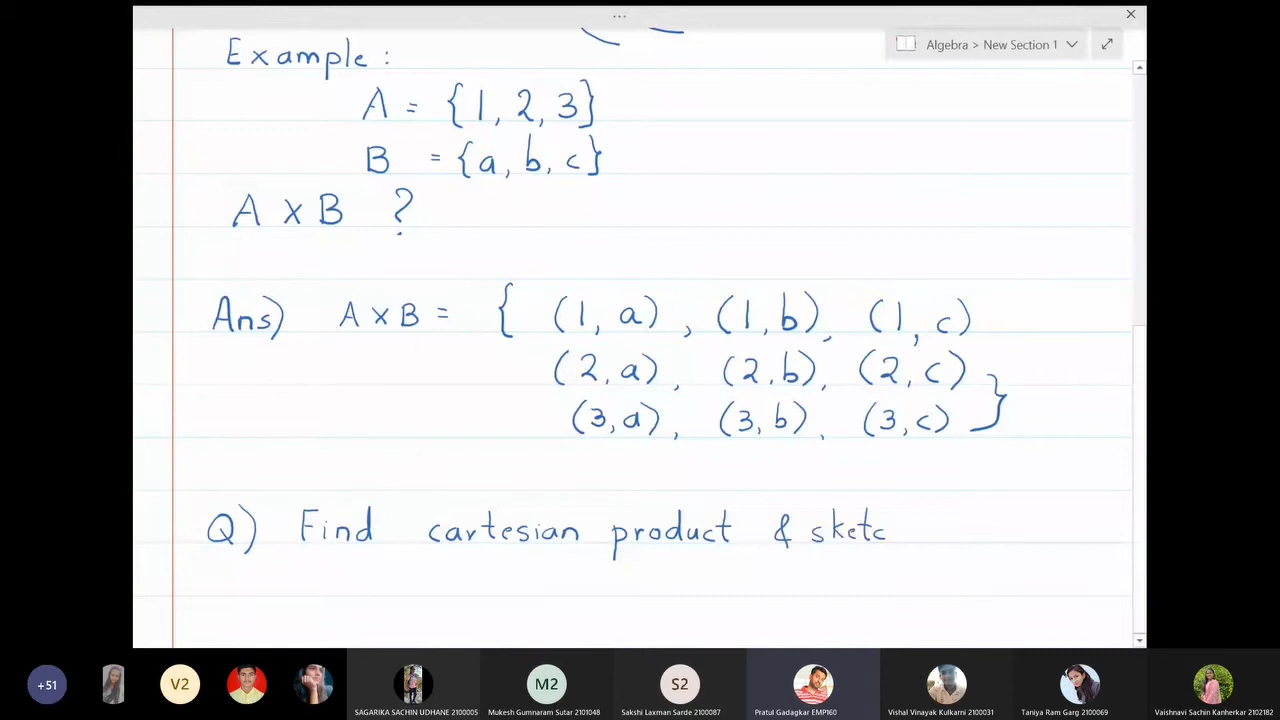 Algebra > New Section 1
Example :
A = {1, 2, 3}
B = {a, b, c}
A x B ?
Ans) A x B = { (1, a) , (1, b), (1, c)
(2, a), (2, b), (2, c)
(3, a), (3, b), (3, c) }
Q) Find cartesian product & sketc
+51
V2
M2
S2
SAGARIKA SACHIN UDHANE 2100005
Mukesh Gumnaram Sutar 2101048
Sakshi Laxman Sarde 2100087
Pratul Gadagkar EMP160
Vishal Vinayak Kulkarni 2100031
Taniya Ram Garg 2100069
Vaishnavi Sachin Kanherkar 2102182